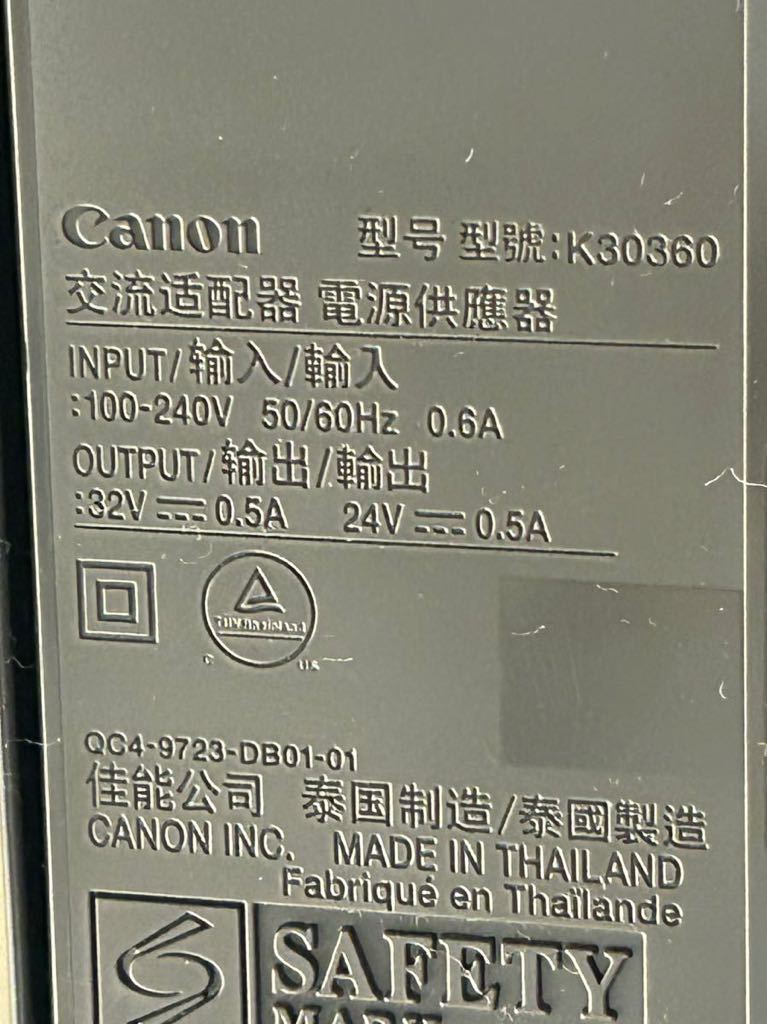 Canon 型号 型號:K30360
交流适配器 電源供應器
INPUT/输入/輸入
:100-240V 50/60Hz 0.6A
OUTPUT/输出/輸出
:32V ⎓ 0.5A 24V ⎓ 0.5A
TÜVRheinland
C US
QC4-9723-DB01-01
佳能公司 泰国制造/泰國製造
CANON INC. MADE IN THAILAND
Fabriqué en Thaïlande
SAFETY
MARK